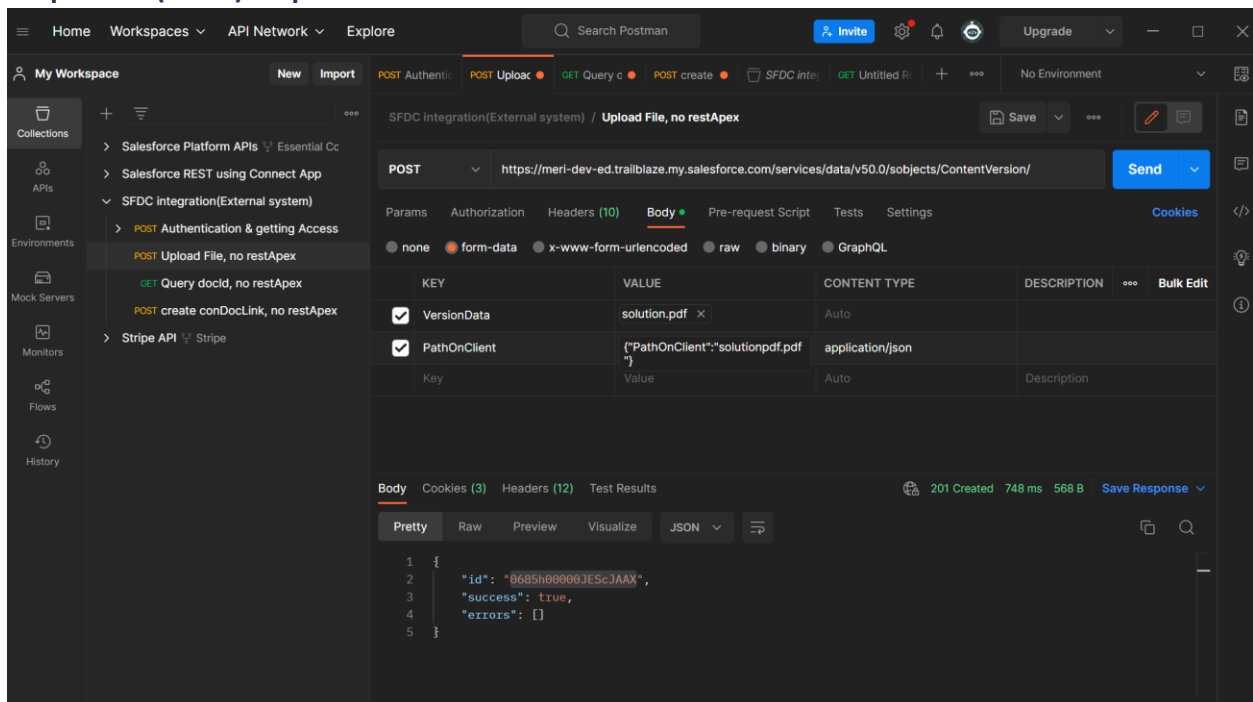 Home Workspaces API Network Explore Search Postman Invite Upgrade
My Workspace New Import POST Authentic POST Upload GET Query d POST create SFDC inte GET Untitled R No Environment
Collections
SFDC integration(External system) / Upload File, no restApex Save
Salesforce Platform APIs Essential Co
POST https://meri-dev-ed.trailblaze.my.salesforce.com/services/data/v50.0/sobjects/ContentVersion/ Send
APIs
Salesforce REST using Connect App
SFDC integration(External system)
Params Authorization Headers (10) Body Pre-request Script Tests Settings Cookies
Environments
POST Authentication & getting Access
none form-data x-www-form-urlencoded raw binary GraphQL
POST Upload File, no restApex
GET Query docId, no restApex
KEY VALUE CONTENT TYPE DESCRIPTION Bulk Edit
Mock Servers
POST create conDocLink, no restApex
VersionData solution.pdf Auto
Stripe API Stripe
Monitors
PathOnClient {"PathOnClient":"solutionpdf.pdf application/json
"}
Key Value Auto Description
Flows
History
Body Cookies (3) Headers (12) Test Results 201 Created 748 ms 568 B Save Response
Pretty Raw Preview Visualize JSON
1 {
2 "id": "0685h00000JEScJAAX",
3 "success": true,
4 "errors": []
5 }